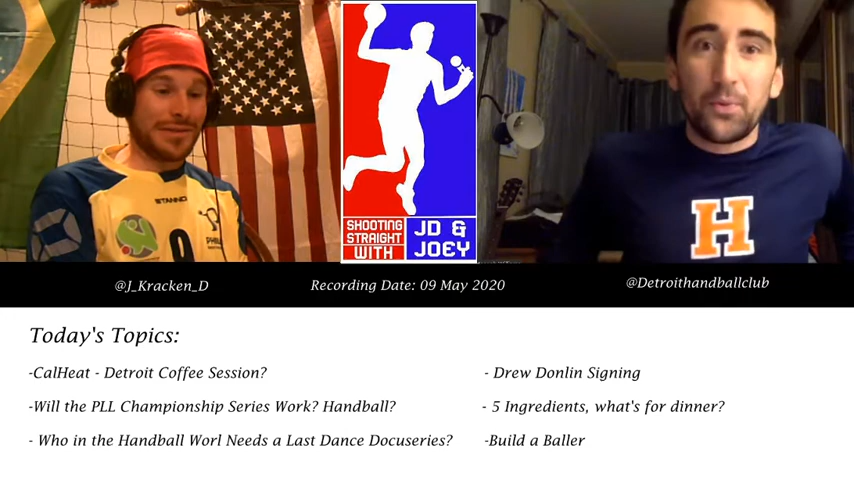 STANNO
SHOOTING
STRAIGHT
WITH
JD &
JOEY
H
@J_Kracken_D
Recording Date: 09 May 2020
@Detroithandballclub
Today's Topics:
-CalHeat - Detroit Coffee Session?
- Drew Donlin Signing
-Will the PLL Championship Series Work? Handball?
- 5 Ingredients, what's for dinner?
- Who in the Handball Worl Needs a Last Dance Docuseries?
-Build a Baller